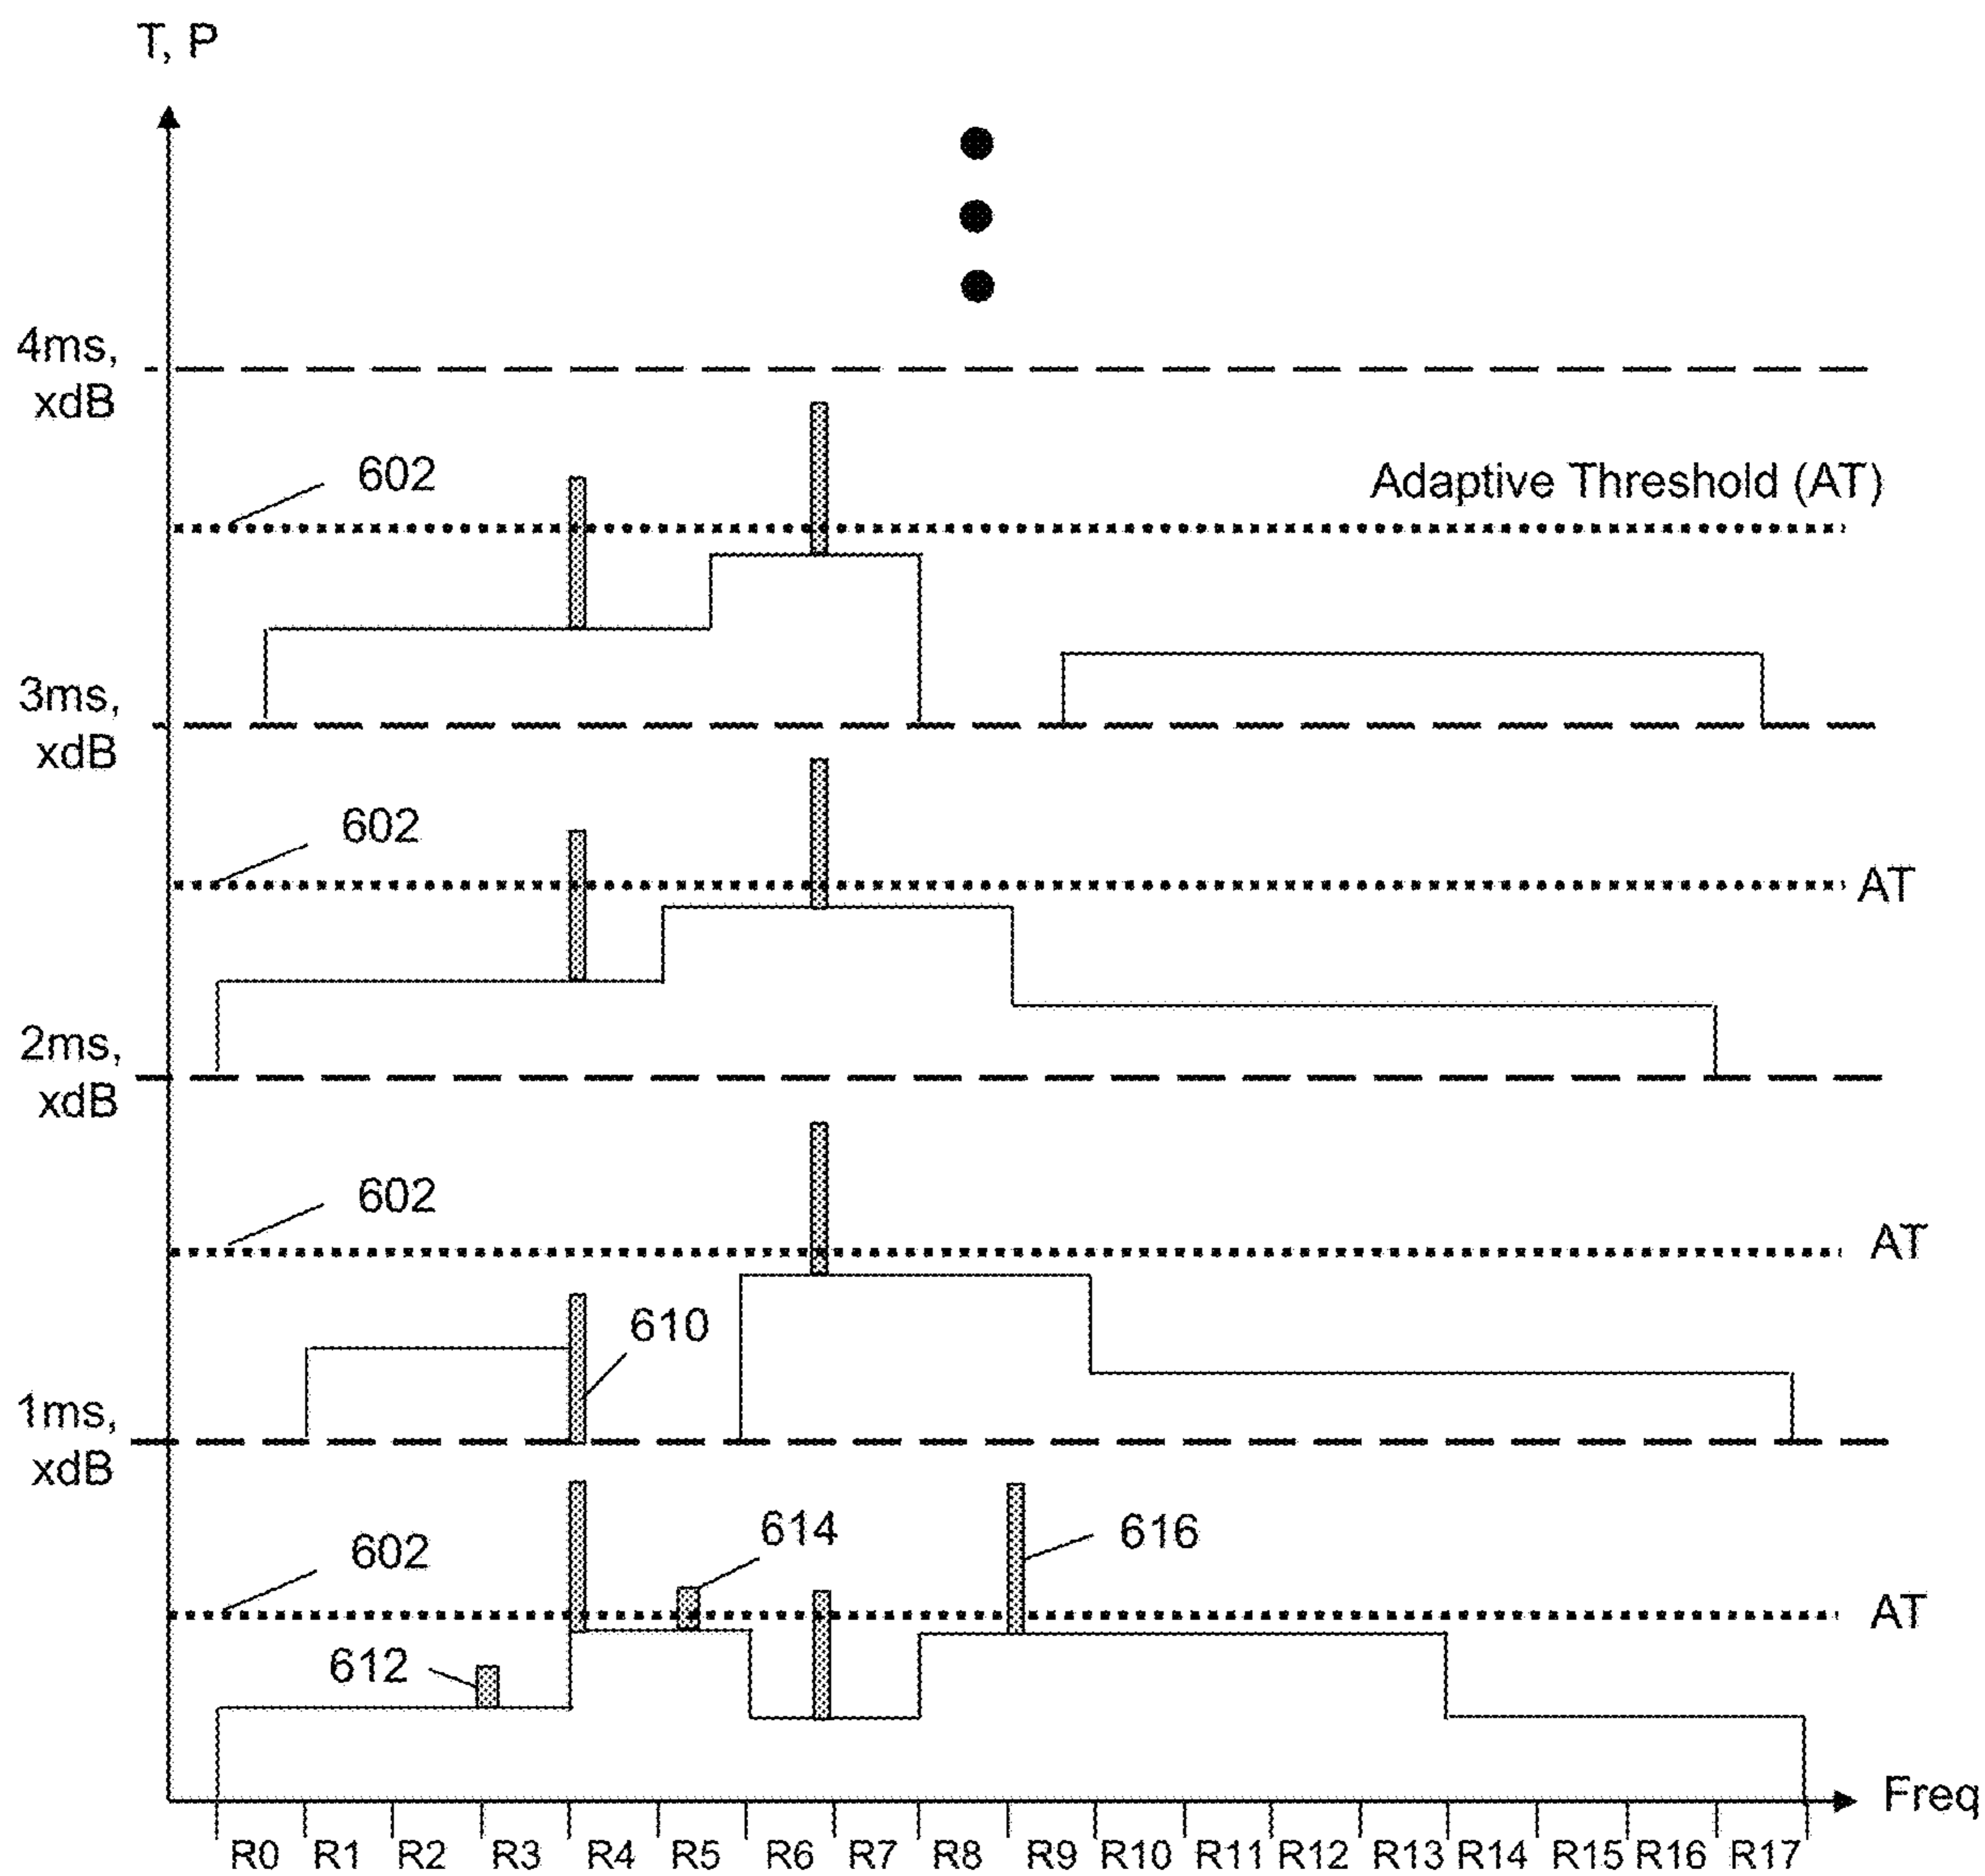 T, P
4ms,
xdB
602
Adaptive Threshold (AT)
3ms,
xdB
602
AT
2ms,
xdB
602
AT
610
1ms,
xdB
602
614
616
AT
612
Freq
R0 R1 R2 R3 R4 R5 R6 R7 R8 R9 R10 R11 R12 R13 R14 R15 R16 R17